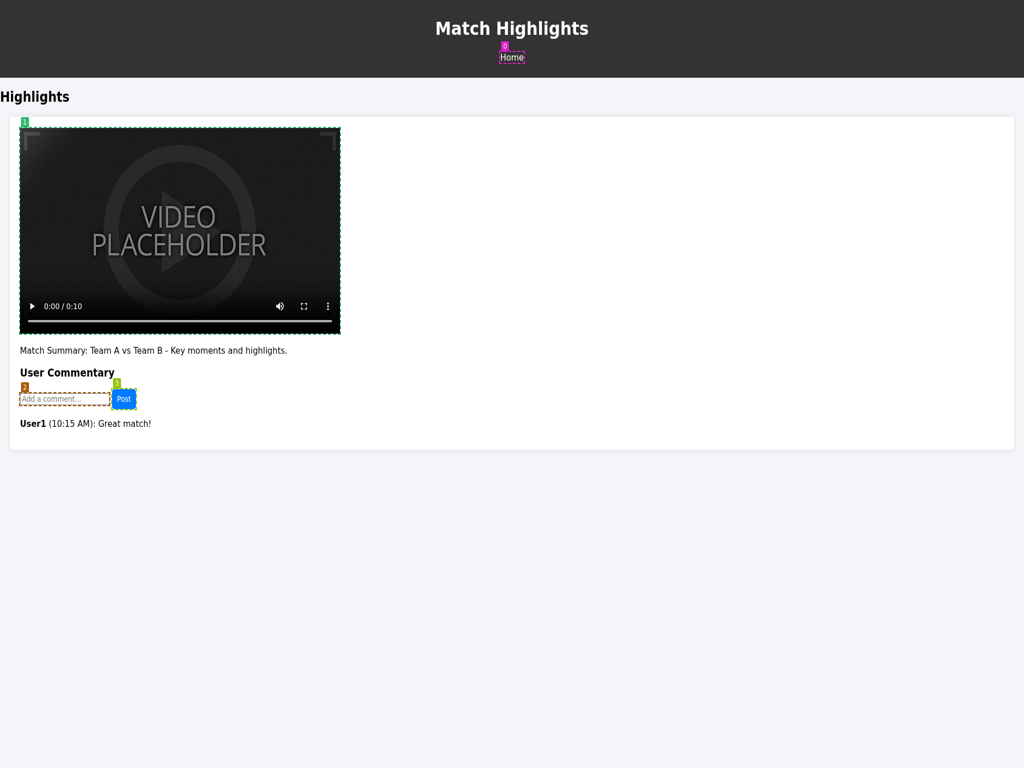 Match Highlights
0
Home
Highlights
1
VIDEO
PLACEHOLDER
0:00 / 0:10
Match Summary: Team A vs Team B - Key moments and highlights.
User Commentary
2
3
Add a comment...
Post
User1 (10:15 AM): Great match!